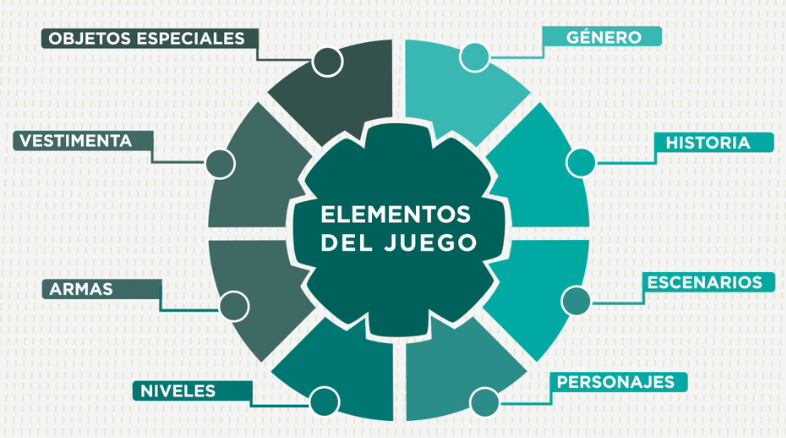 OBJETOS ESPECIALES
GÉNERO
VESTIMENTA
HISTORIA
ELEMENTOS
DEL JUEGO
ARMAS
ESCENARIOS
NIVELES
PERSONAJES